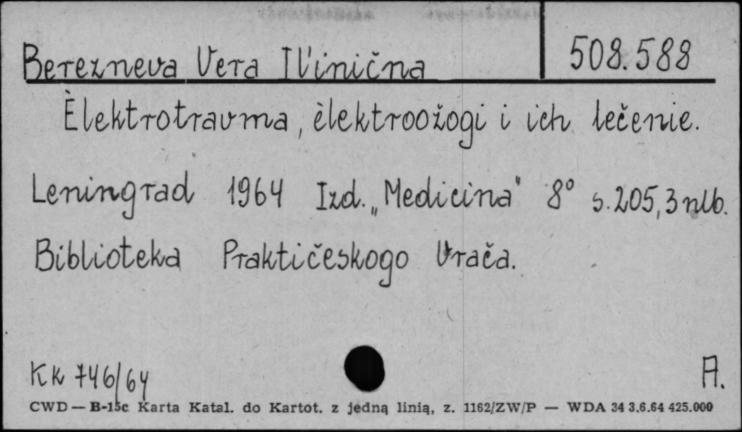 Berezneva Vera Il'inična 508.588
Èlektrotravma, èlektroožogi i ich lečenie.
Leningrad 1964 Izd. „Medicina" 8° s. 205, 3 nlb.
Biblioteka Praktičeskogo Vrača.
KK 746/64 A.
CWD — B-15c Karta Katal. do Kartot. z jedną linią, z. 1162/ZW/P — WDA 34 3.6.64 425.000